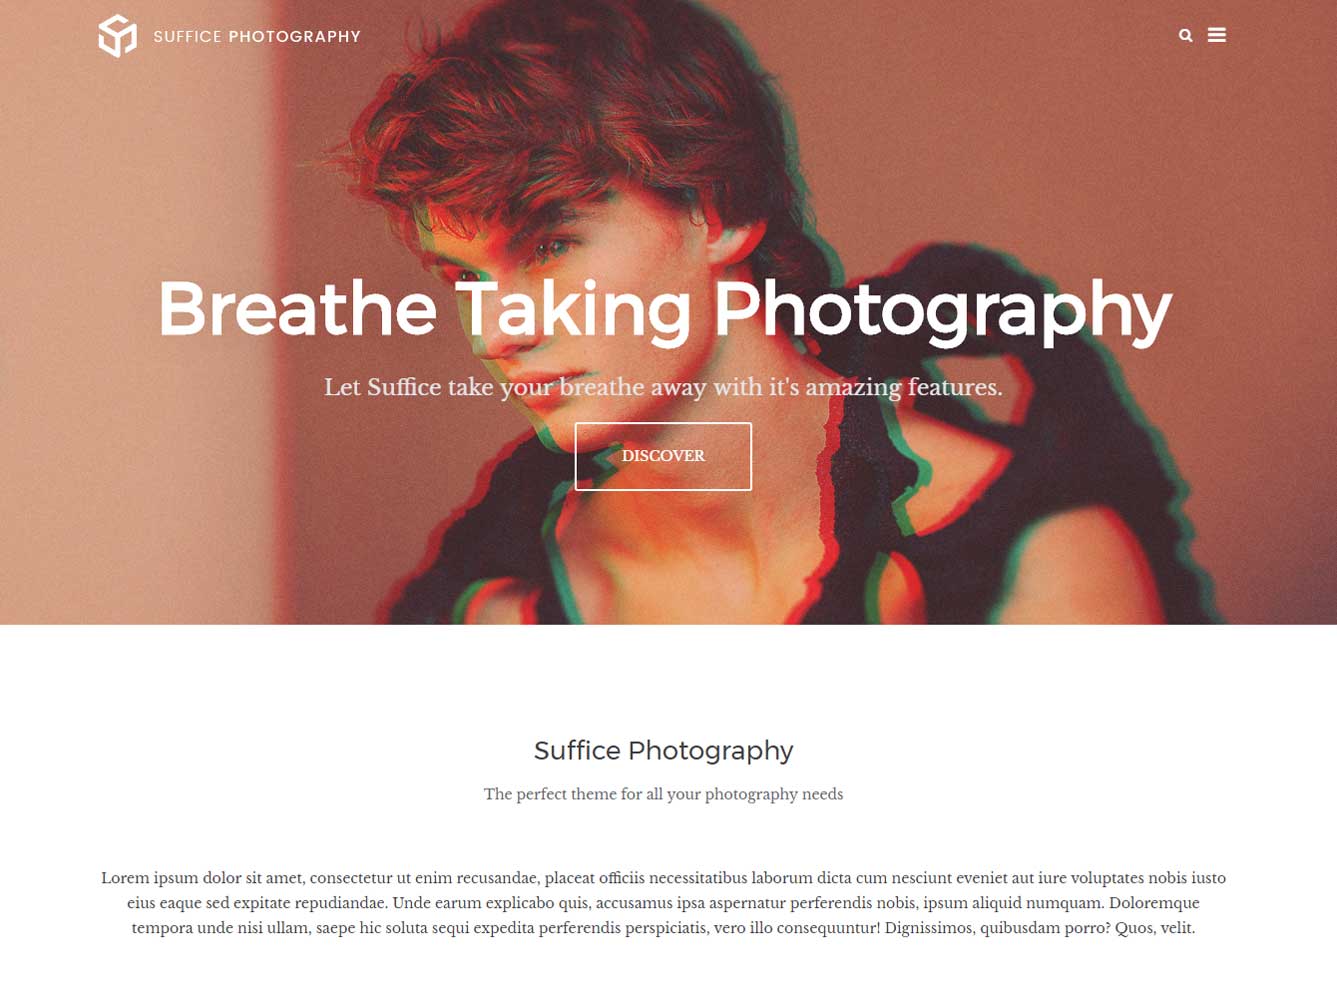 SUFFICE PHOTOGRAPHY
Breathe Taking Photography
Let Suffice take your breathe away with it's amazing features.
DISCOVER
Suffice Photography
The perfect theme for all your photography needs
Lorem ipsum dolor sit amet, consectetur ut enim recusandae, placeat officiis necessitatibus laborum dicta cum nesciunt eveniet aut iure voluptates nobis iusto
eius eaque sed expitate repudiandae. Unde earum explicabo quis, accusamus ipsa aspernatur perferendis nobis, ipsum aliquid numquam. Doloremque
tempora unde nisi ullam, saepe hic soluta sequi expedita perferendis perspiciatis, vero illo consequuntur! Dignissimos, quibusdam porro? Quos, velit.